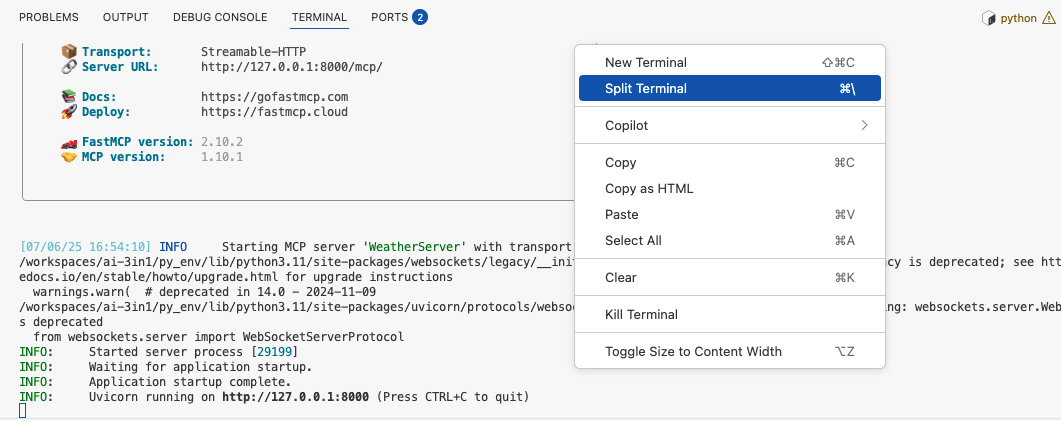 PROBLEMS OUTPUT DEBUG CONSOLE TERMINAL PORTS 2 python
Transport: Streamable-HTTP
Server URL: http://127.0.0.1:8000/mcp/
Docs: https://gofastmcp.com
Deploy: https://fastmcp.cloud
FastMCP version: 2.10.2
MCP version: 1.10.1
New Terminal ⇧⌘C
Split Terminal ⌘\
Copilot
Copy ⌘C
Copy as HTML
Paste ⌘V
Select All ⌘A
Clear ⌘K
Kill Terminal
Toggle Size to Content Width ⌥Z
[07/06/25 16:54:10] INFO Starting MCP server 'WeatherServer' with transport
/workspaces/ai-3in1/py_env/lib/python3.11/site-packages/websockets/legacy/__init cy is deprecated; see htt
edocs.io/en/stable/howto/upgrade.html for upgrade instructions
warnings.warn( # deprecated in 14.0 - 2024-11-09
/workspaces/ai-3in1/py_env/lib/python3.11/site-packages/uvicorn/protocols/webso ing: websockets.server.Web
s deprecated
from websockets.server import WebSocketServerProtocol
INFO: Started server process [29199]
INFO: Waiting for application startup.
INFO: Application startup complete.
INFO: Uvicorn running on http://127.0.0.1:8000 (Press CTRL+C to quit)